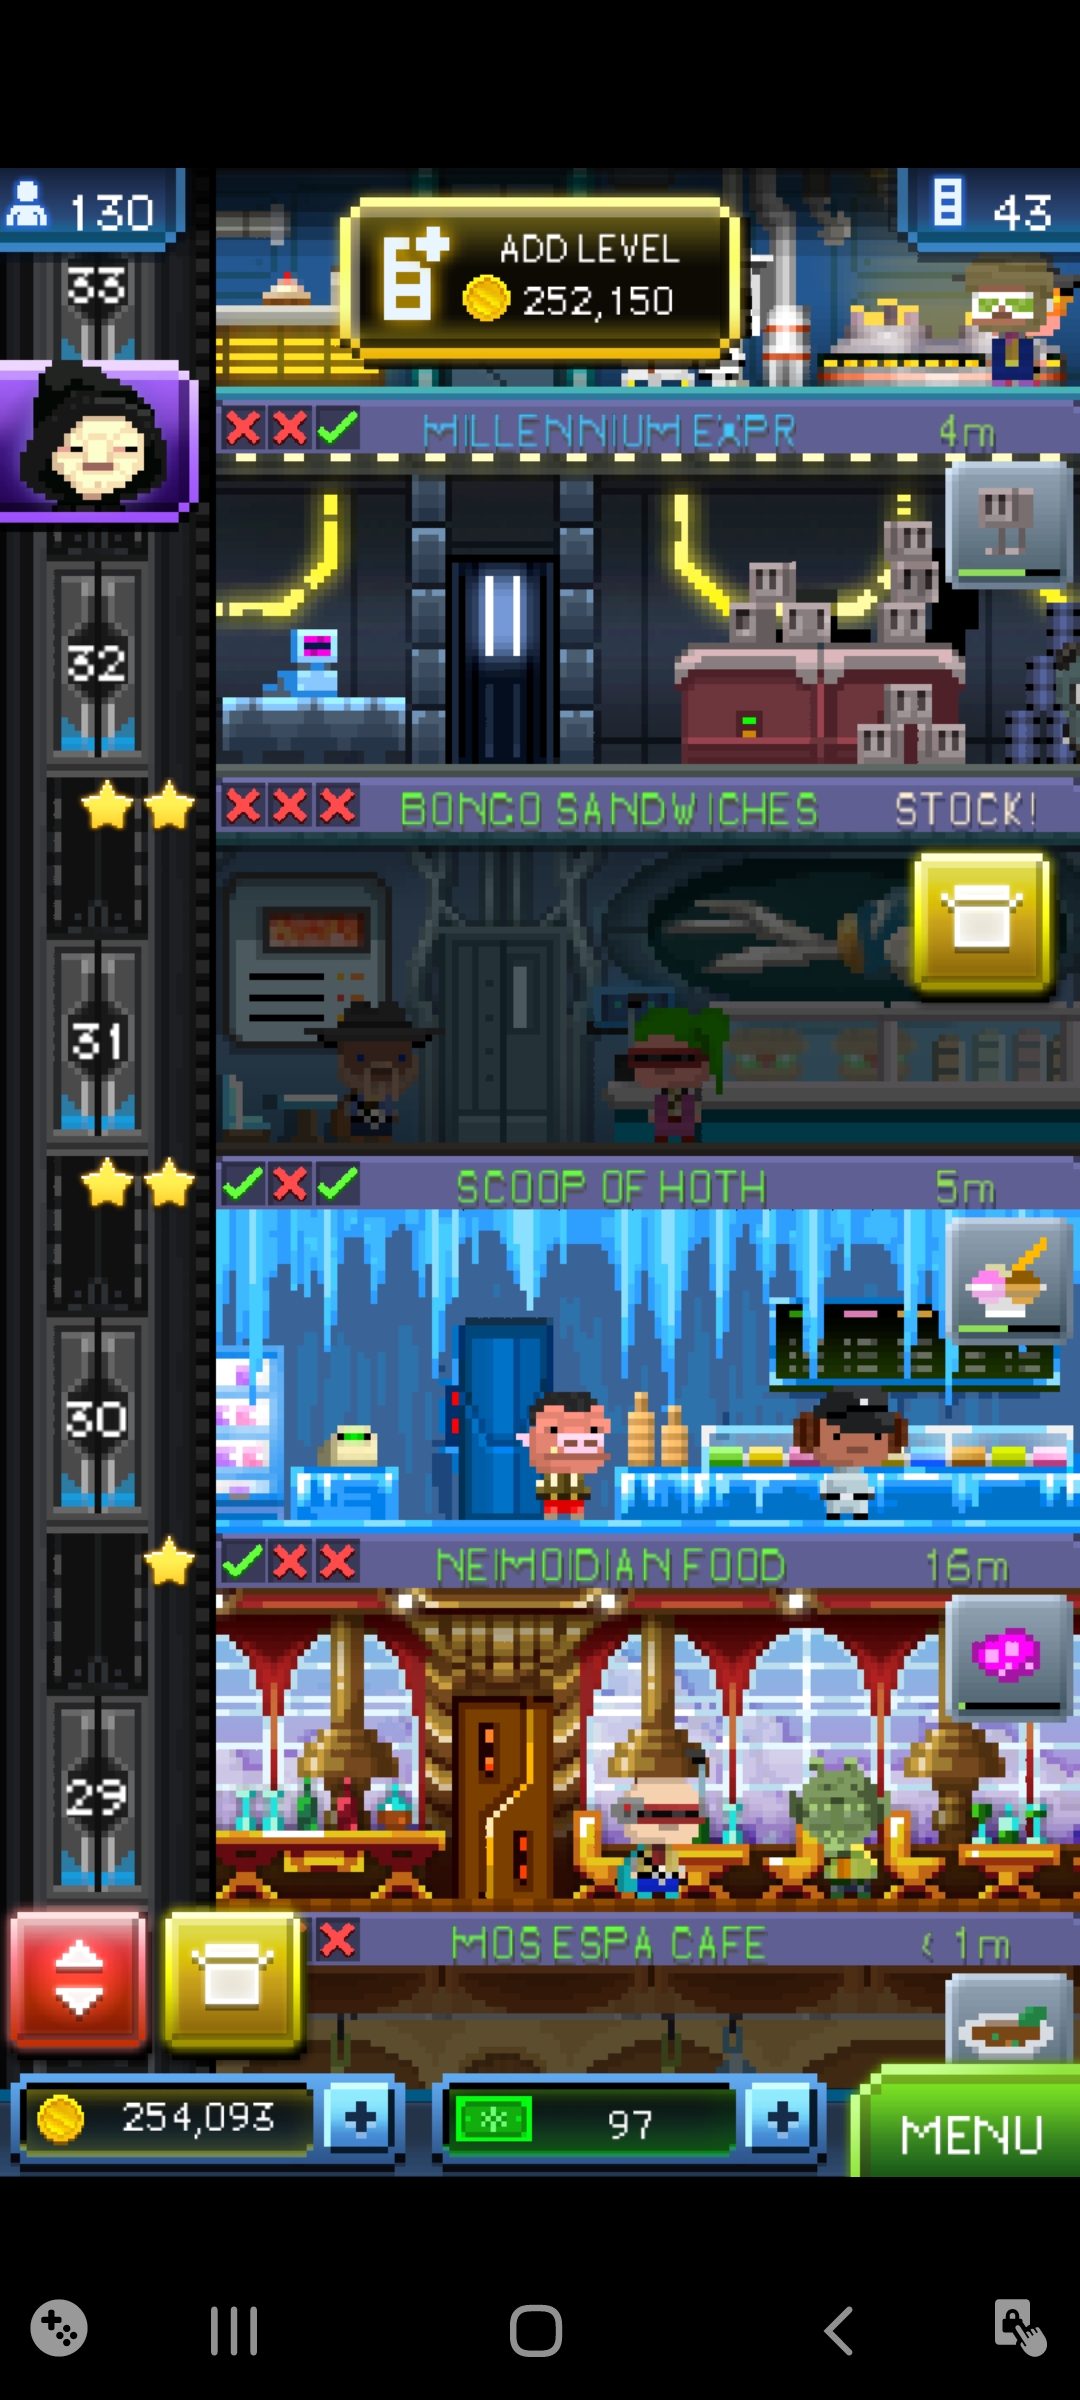 130
43
33
ADD LEVEL
252,150
MILLENNIUM EXPR 4m
32
BONGO SANDWICHES STOCK!
31
SCOOP OF HOTH 5m
30
NEIMOIDIAN FOOD 16m
29
MOS ESPA CAFE < 1m
254,093
97
MENU